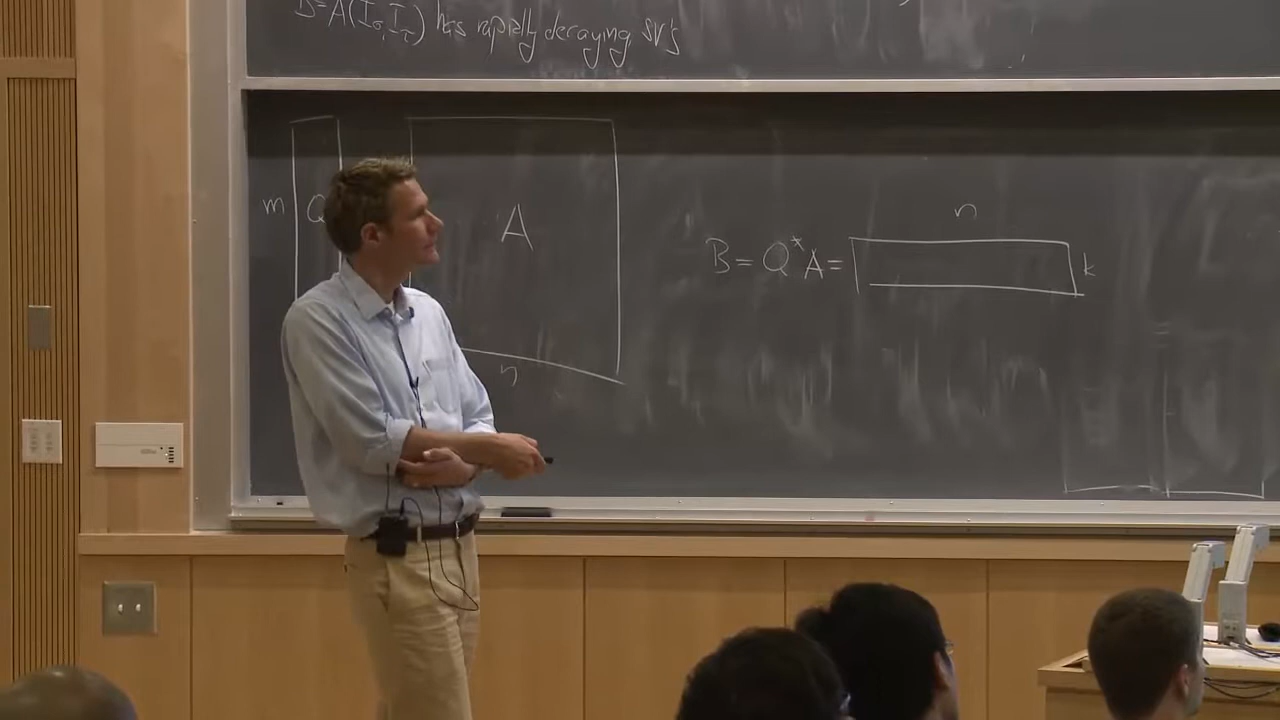 B=A(I_σ, I_τ) has rapidly decaying SV's
m Q A
n
n
B = Q*A = k